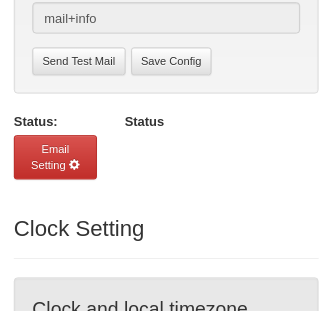 mail+info
Send Test Mail Save Config
Status: Status
Email
Setting
Clock Setting
Clock and local timezone